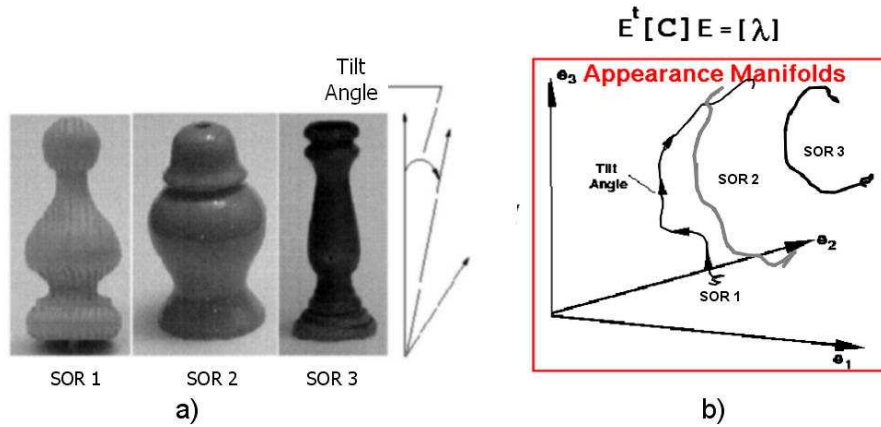 Tilt
Angle
SOR 1
SOR 2
SOR 3
a)
E^t [C] E = [λ]
e3 Appearance Manifolds
SOR 3
Tilt
Angle
SOR 2
e2
SOR 1
e1
b)